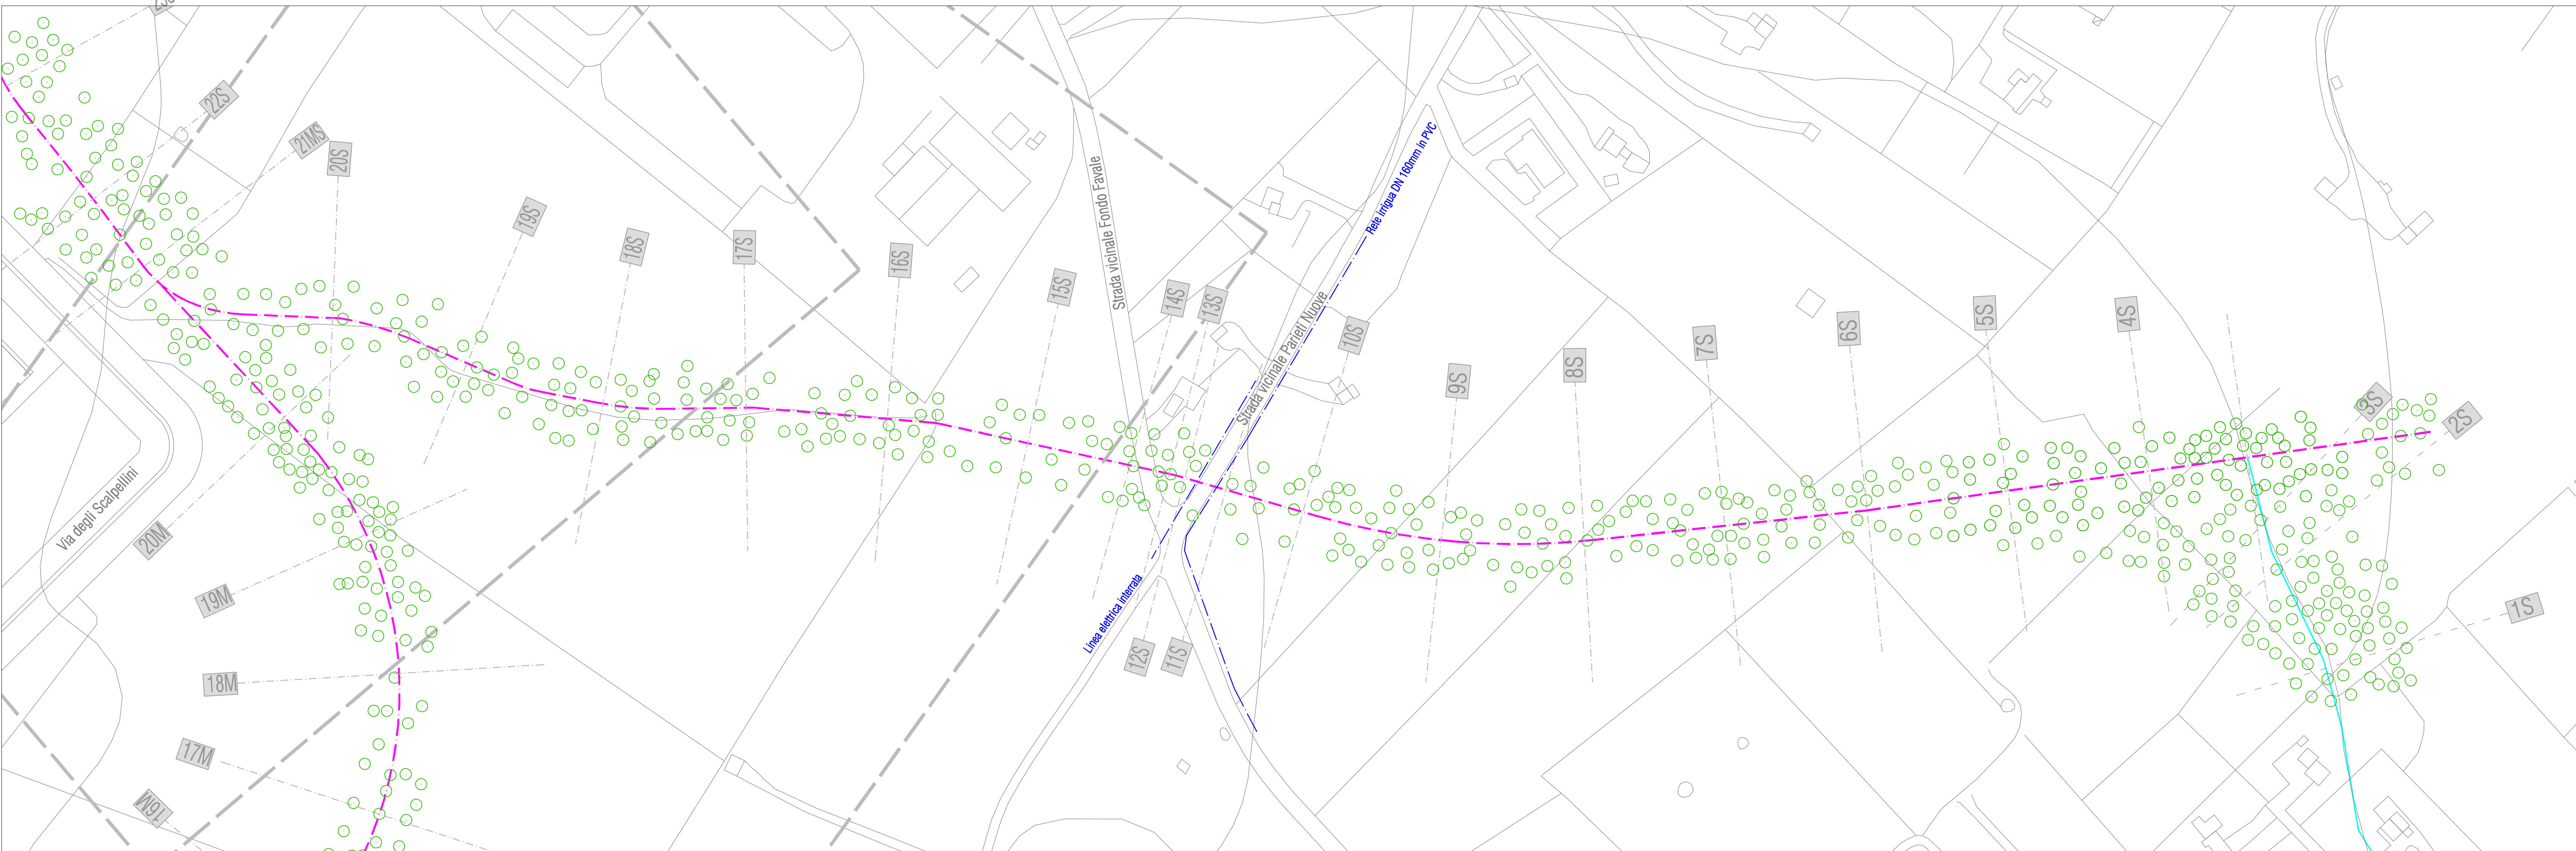 22S
21MS
20S
19S
18S
17S
16S
15S
Strada vicinale Fondo Favale
14S
13S
Rete irrigua DN 160mm in PVC
Strada vicinale Parieti Nuove
10S
9S
8S
7S
6S
5S
4S
3S
2S
1S
Via degli Scalpellini
20M
19M
18M
17M
16M
Linea elettrica interrata
12S
11S